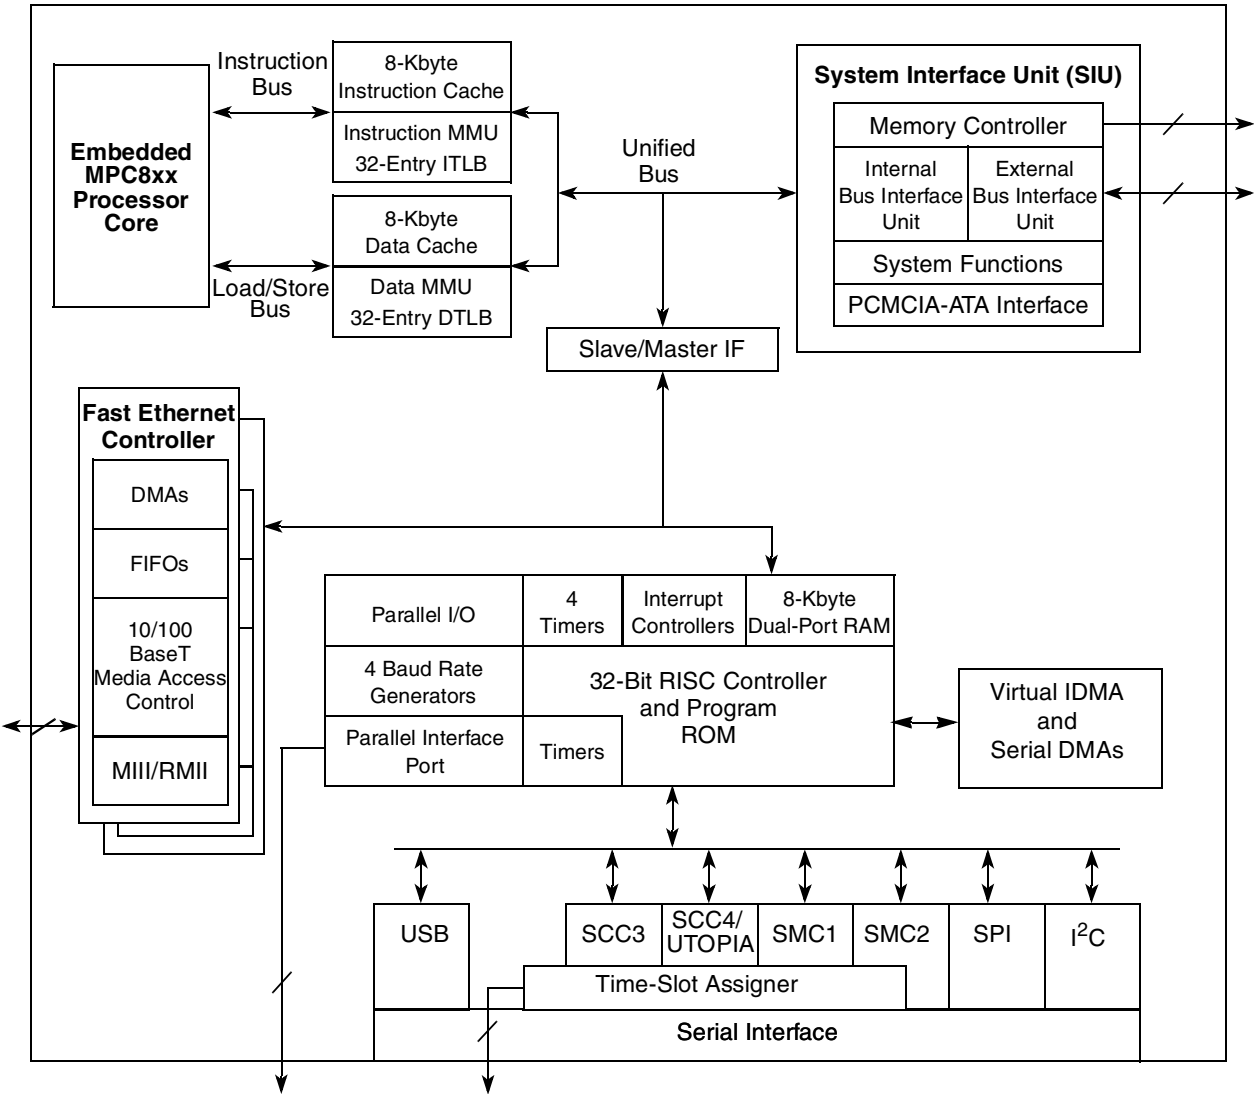 Instruction
Bus
8-Kbyte
Instruction Cache
Instruction MMU
32-Entry ITLB
Embedded
MPC8xx
Processor
Core
8-Kbyte
Data Cache
Load/Store
Bus
Data MMU
32-Entry DTLB
Unified
Bus
System Interface Unit (SIU)
Memory Controller
Internal
Bus Interface
Unit
External
Bus Interface
Unit
System Functions
PCMCIA-ATA Interface
Slave/Master IF
Fast Ethernet
Controller
DMAs
FIFOs
10/100
BaseT
Media Access
Control
MIII/RMII
Parallel I/O
4
Timers
Interrupt
Controllers
8-Kbyte
Dual-Port RAM
4 Baud Rate
Generators
32-Bit RISC Controller
and Program
ROM
Parallel Interface
Port
Timers
Virtual IDMA
and
Serial DMAs
USB
SCC3
SCC4/
UTOPIA
SMC1
SMC2
SPI
I²C
Time-Slot Assigner
Serial Interface